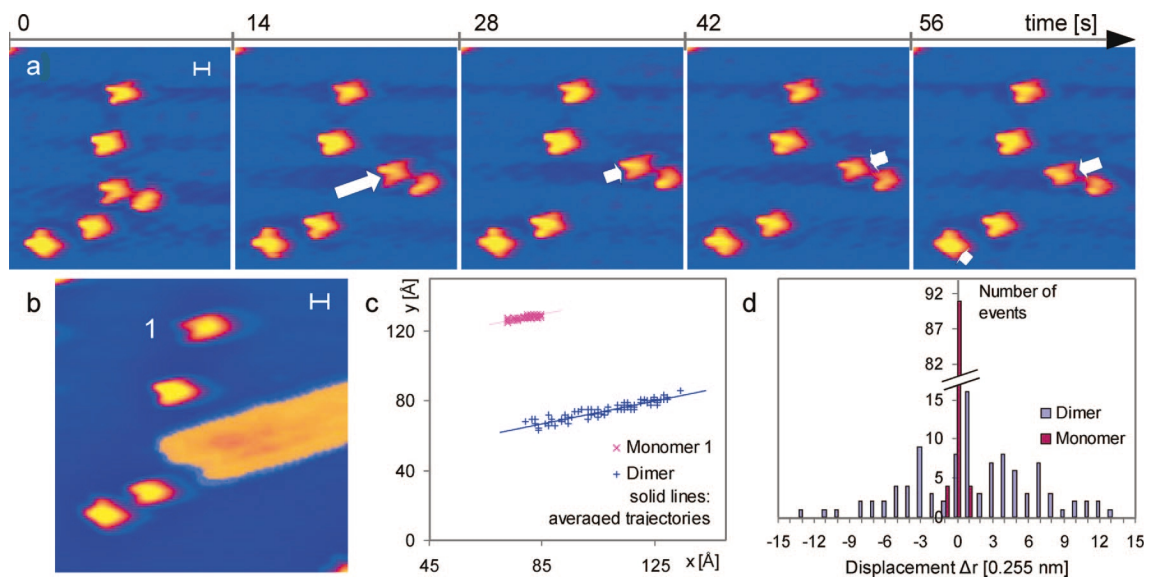 0 14 28 42 56 time [s]
a
b
1
c
y [Å]
120
80
40
0
45 85 x [Å] 125
Monomer 1
Dimer
solid lines:
averaged trajectories
d
Number of
events
92
87
82
15
10
5
0
Dimer
Monomer
-15 -12 -9 -6 -3 0 3 6 9 12 15
Displacement Δr [0.255 nm]